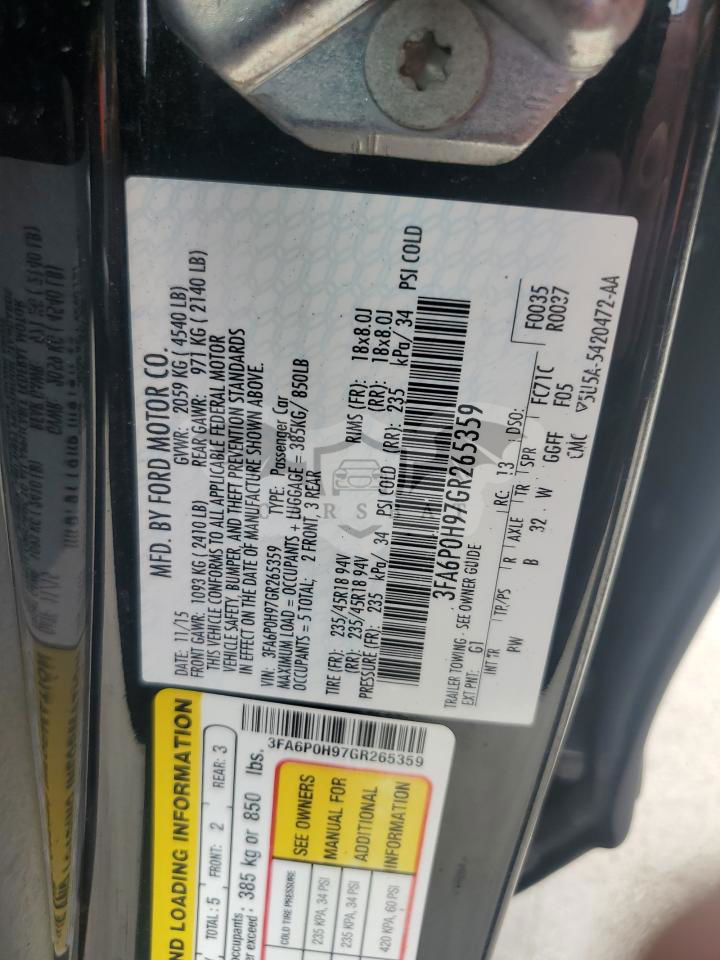 MFD. BY FORD MOTOR CO.
DATE: 11/15 GVWR: 2059 KG ( 4540 LB)
FRONT GAWR: 1093 KG ( 2410 LB) REAR GAWR: 971 KG ( 2140 LB)
THIS VEHICLE CONFORMS TO ALL APPLICABLE FEDERAL MOTOR
VEHICLE SAFETY, BUMPER, AND THEFT PREVENTION STANDARDS
IN EFFECT ON THE DATE OF MANUFACTURE SHOWN ABOVE.
VIN: 3FA6P0H97GR265359 TYPE: Passenger Car
MAXIMUM LOAD = OCCUPANTS + LUGGAGE = 385KG/ 850LB
OCCUPANTS = 5 TOTAL; 2 FRONT, 3 REAR
TIRE (FR): 235/45R18 94V RIMS (FR): 18x8.0J
(RR): 235/45R18 94V (RR): 18x8.0J
PRESSURE (FR): 235 kPa/ 34 PSI COLD (RR): 235 kPa/ 34 PSI COLD
3FA6P0H97GR265359
TRAILER TOWING - SEE OWNER GUIDE
EXT PNT: G1 RC: 13 DSO: FC71C F0035
R0037
INT TR TP/PS R AXLE TR SPR
PW B 32 W GGFF F05
CMC 5U5A-5420472-AA
ND LOADING INFORMATION
TOTAL: 5 FRONT: 2 REAR: 3
occupants
er exceed: 385 kg or 850 lbs.
3FA6P0H97GR265359
COLD TIRE PRESSURE
235 KPA, 34 PSI
235 KPA, 34 PSI
420 KPA, 60 PSI
SEE OWNERS
MANUAL FOR
ADDITIONAL
INFORMATION